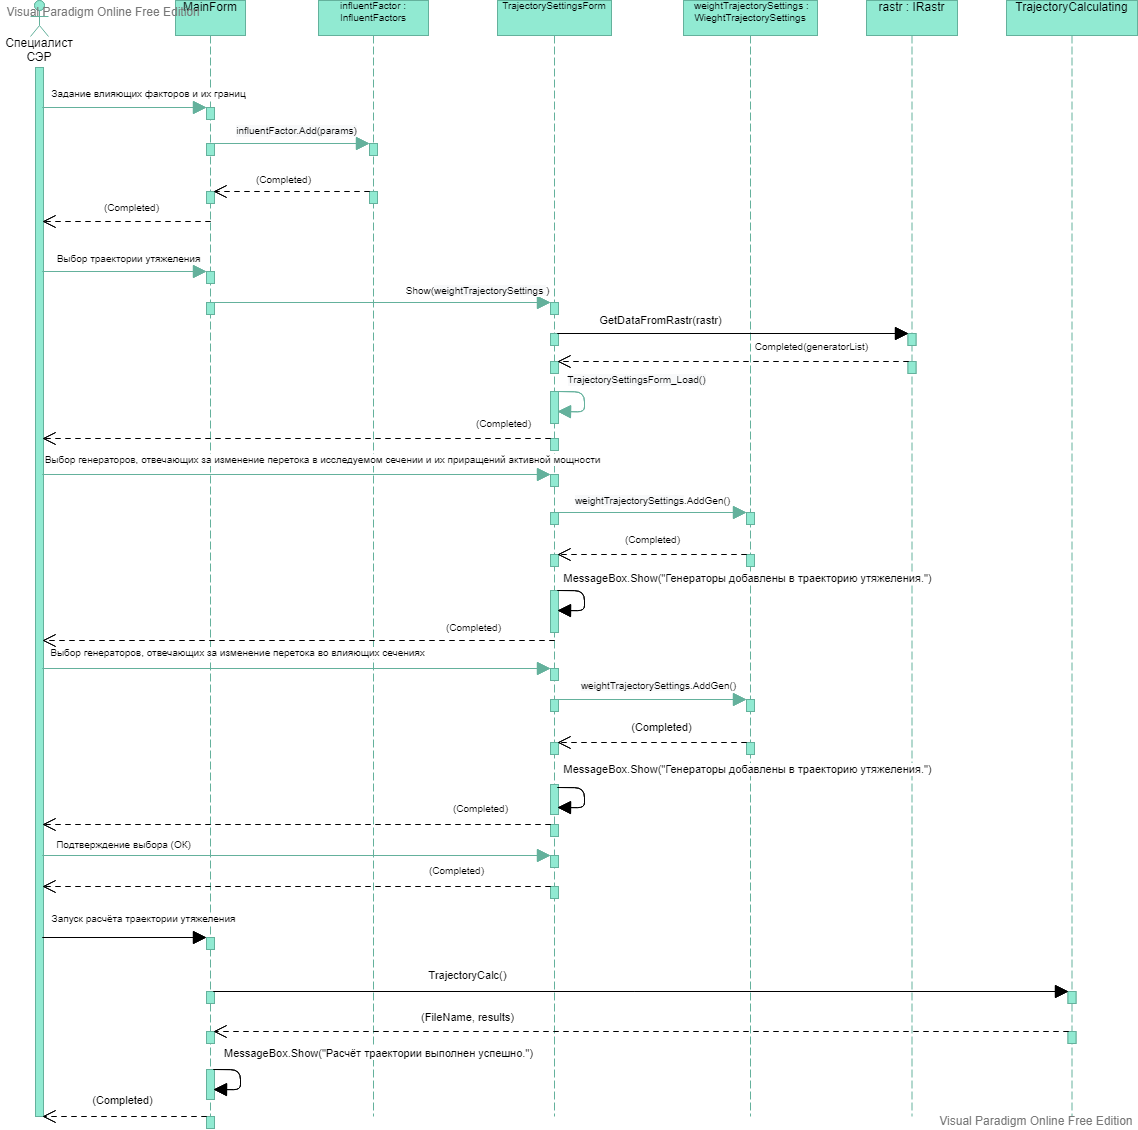 Visual Paradigm Online Free Edition
MainForm
influentFactor :
InfluentFactors
TrajectorySettingsForm
weightTrajectorySettings :
WieghtTrajectorySettings
rastr : IRastr
TrajectoryCalculating
Специалист
СЭР
Задание влияющих факторов и их границ
influentFactor.Add(params)
(Completed)
(Completed)
Выбор траектории утяжеления
Show(weightTrajectorySettings )
GetDataFromRastr(rastr)
Completed(generatorList)
TrajectorySettingsForm_Load()
(Completed)
Выбор генераторов, отвечающих за изменение перетока в исследуемом сечении и их приращений активной мощности
weightTrajectorySettings.AddGen()
(Completed)
MessageBox.Show("Генераторы добавлены в траекторию утяжеления.")
(Completed)
Выбор генераторов, отвечающих за изменение перетока во влияющих сечениях
weightTrajectorySettings.AddGen()
(Completed)
MessageBox.Show("Генераторы добавлены в траекторию утяжеления.")
(Completed)
Подтверждение выбора (ОК)
(Completed)
Запуск расчёта траектории утяжеления
TrajectoryCalc()
(FileName, results)
MessageBox.Show("Расчёт траектории выполнен успешно.")
(Completed)
Visual Paradigm Online Free Edition